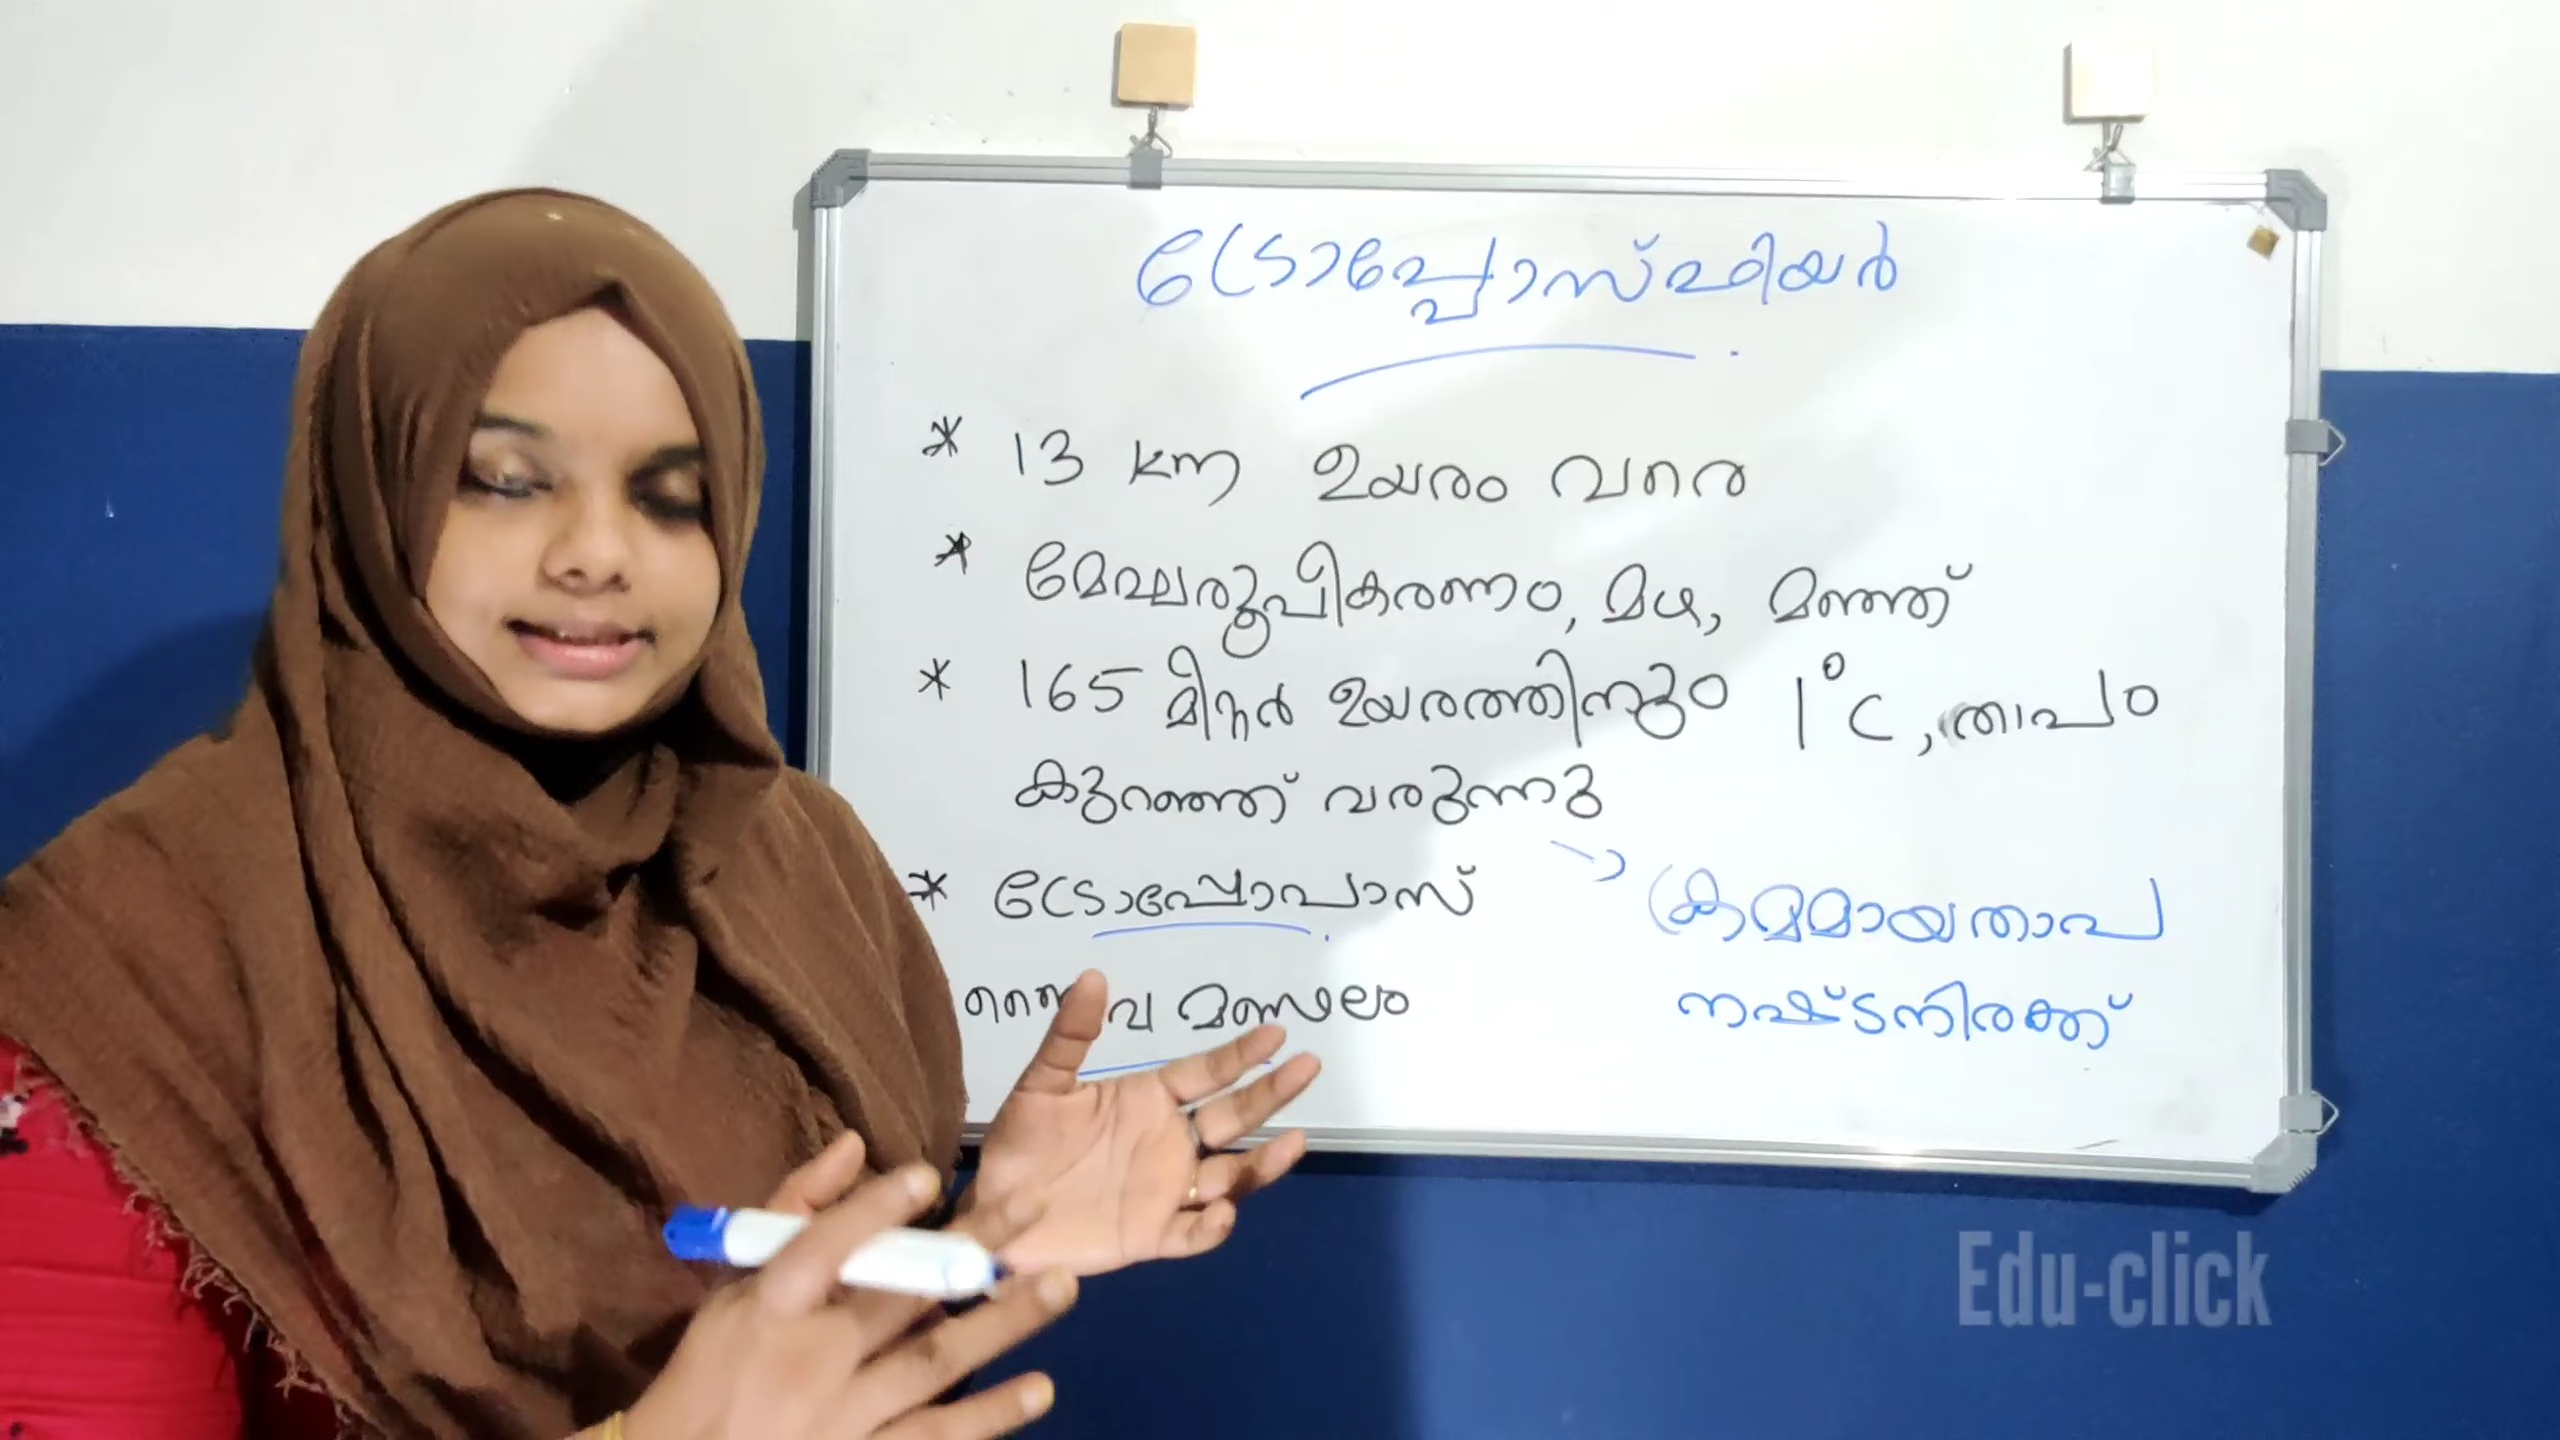 ട്രോപ്പോസ്ഫിയർ
* 13 km ഉയരം വരെ
* മേഘരൂപീകരണം, മഴ, മഞ്ഞ്
* 165 മീറ്റർ ഉയരത്തിനും 1°C, താപം
കുറഞ്ഞ് വരുന്നു
* ട്രോപ്പോപാസ്
ക്രമമായ താപ
മണ്ഡലം
നഷ്ടനിരക്ക്
Edu-click